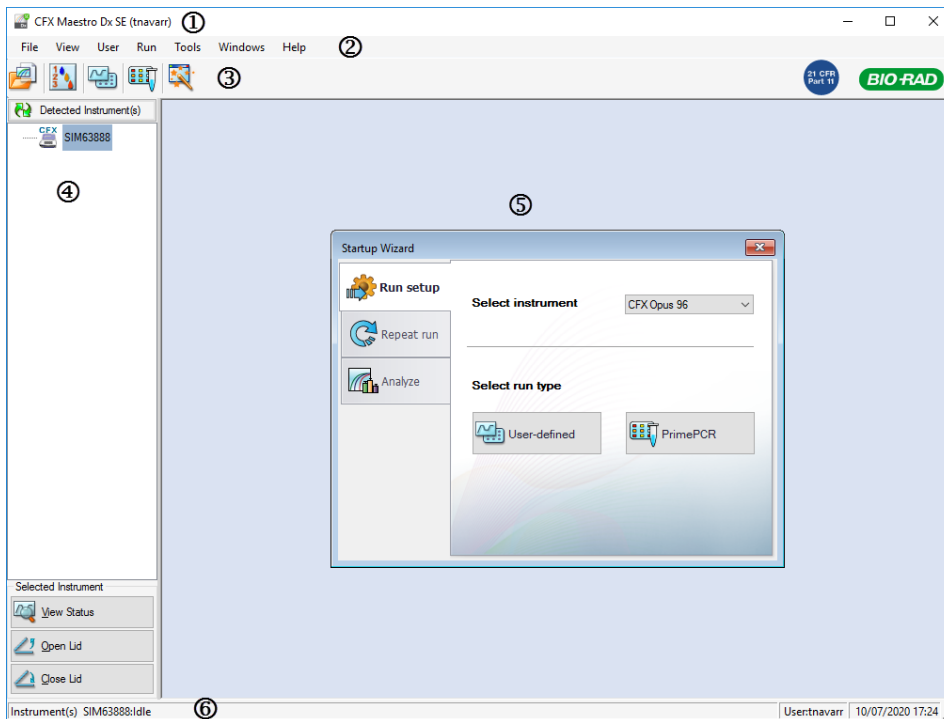 CFX Maestro Dx SE (tnavarr) ①
File View User Run Tools Windows Help ②
1 2 3 ③ 21 CFR Part 11 BIO-RAD
Detected Instrument(s)
CFX SIM63888
④
⑤
Startup Wizard
Run setup
Repeat run
Analyze
Select instrument CFX Opus 96
Select run type
User-defined PrimePCR
Selected Instrument
View Status
Open Lid
Close Lid
Instrument(s) SIM63888:Idle ⑥ User:tnavarr 10/07/2020 17:24